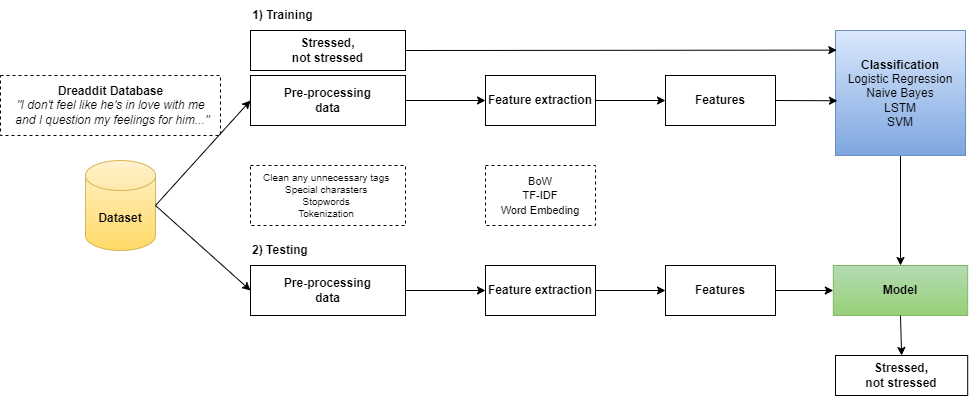 1) Training
Stressed,
not stressed
Dreaddit Database
"I don't feel like he's in love with me
and I question my feelings for him..."
Pre-processing
data
Feature extraction
Features
Classification
Logistic Regression
Naive Bayes
LSTM
SVM
Dataset
Clean any unnecessary tags
Special charasters
Stopwords
Tokenization
BoW
TF-IDF
Word Embeding
2) Testing
Pre-processing
data
Feature extraction
Features
Model
Stressed,
not stressed